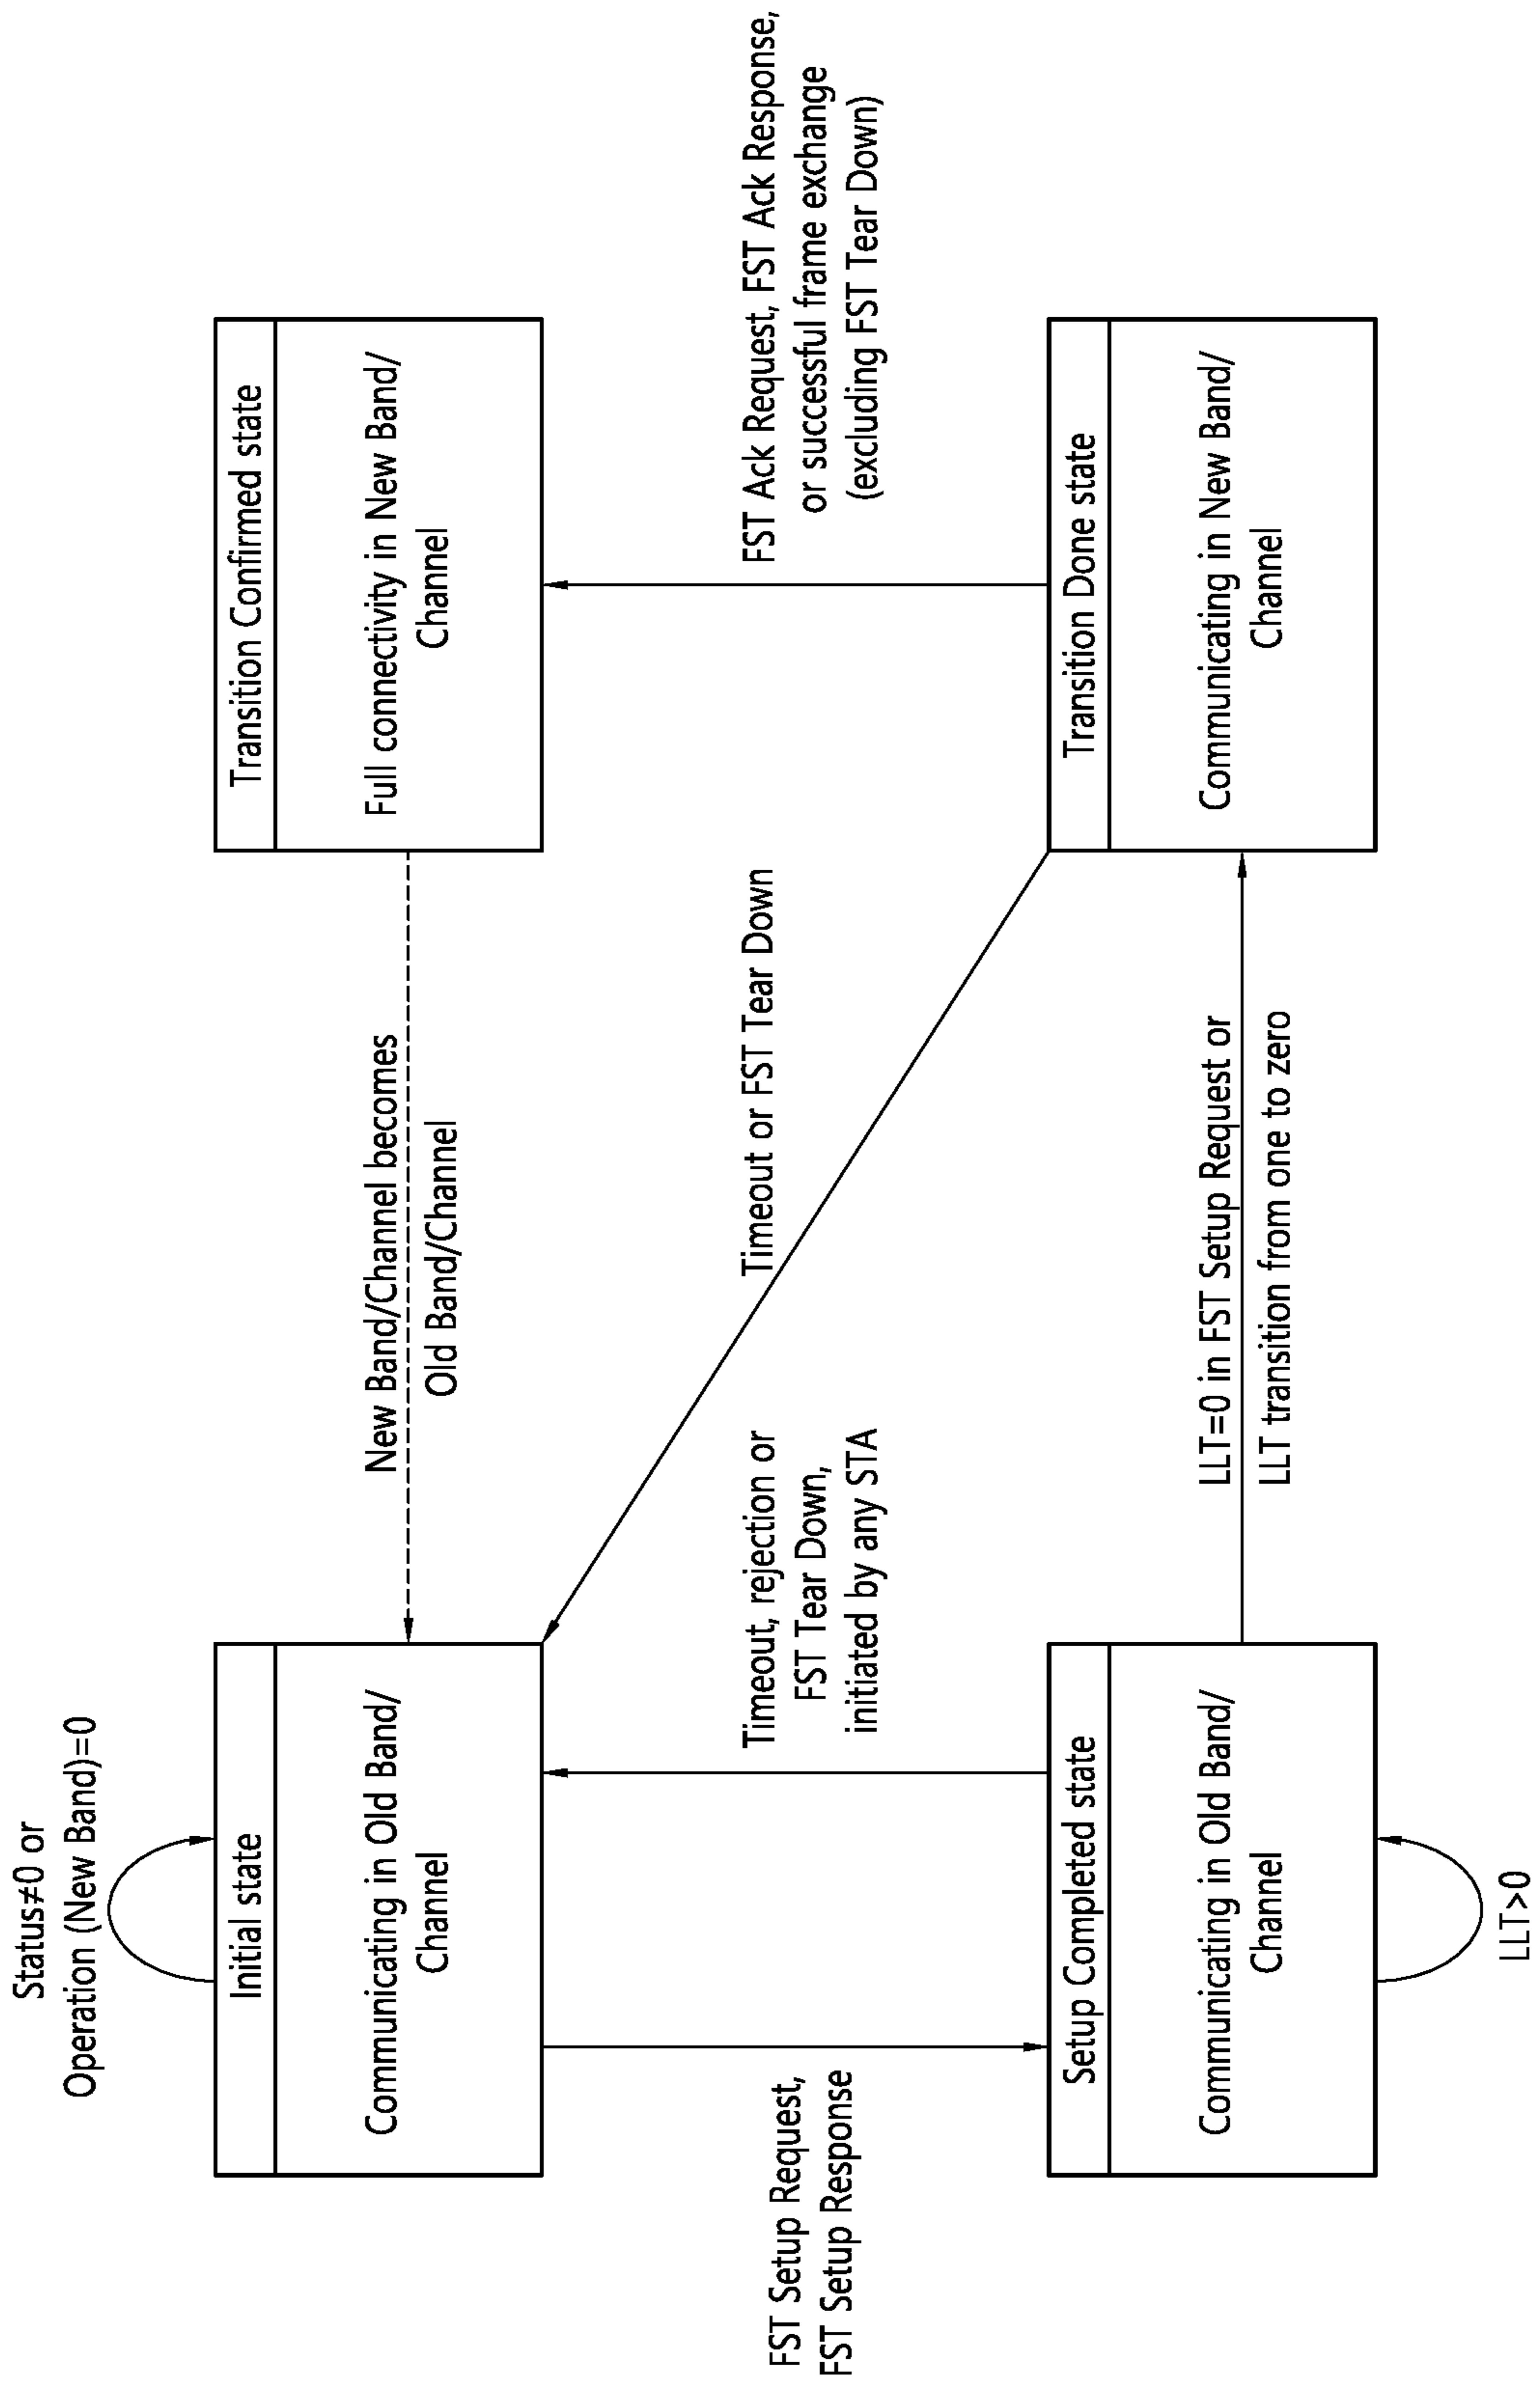 Status≠0 or
Operation (New Band)=0
Initial state
Communicating in Old Band/
Channel
New Band/Channel becomes
Old Band/Channel
Transition Confirmed state
Full connectivity in New Band/
Channel
FST Setup Request,
FST Setup Response
Timeout, rejection or
FST Tear Down,
initiated by any STA
Timeout or FST Tear Down
FST Ack Request, FST Ack Response,
or successful frame exchange
(excluding FST Tear Down)
Setup Completed state
Communicating in Old Band/
Channel
LLT>0
LLT=0 in FST Setup Request or
LLT transition from one to zero
Transition Done state
Communicating in New Band/
Channel